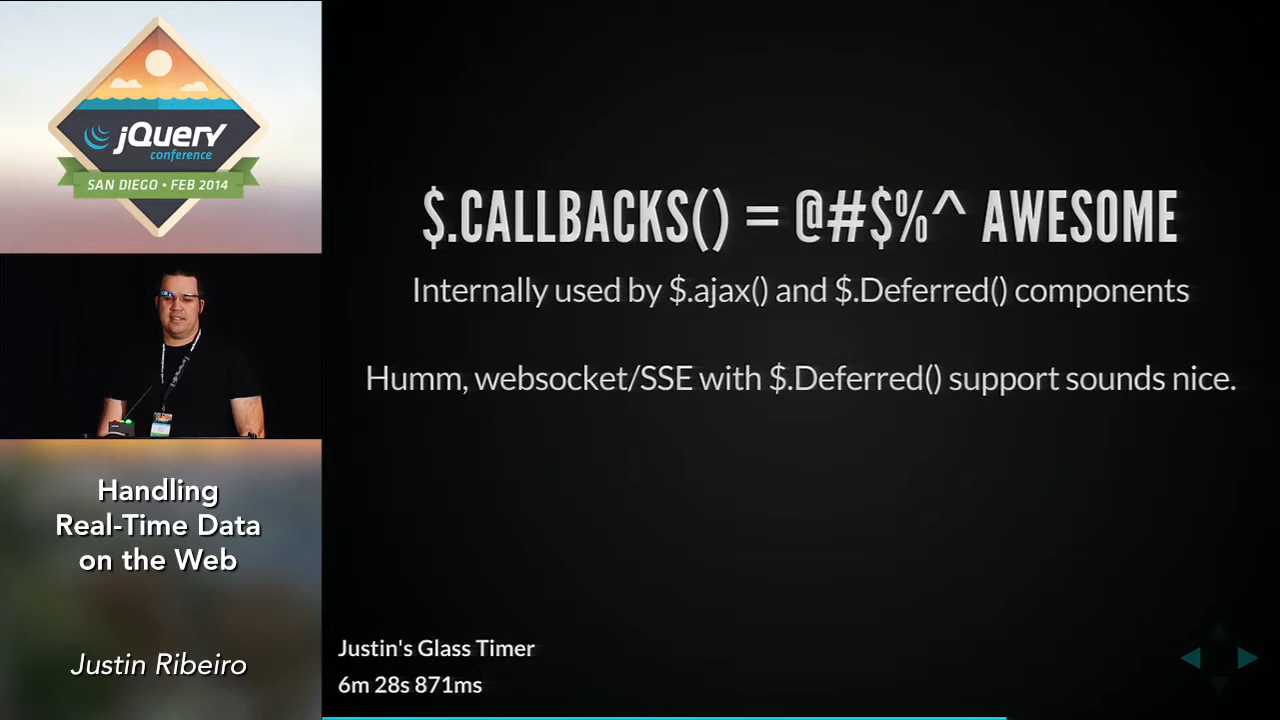 jQuery
conference
SAN DIEGO • FEB 2014
Handling
Real-Time Data
on the Web
Justin Ribeiro
$.CALLBACKS() = @#$%^ AWESOME
Internally used by $.ajax() and $.Deferred() components
Humm, websocket/SSE with $.Deferred() support sounds nice.
Justin's Glass Timer
6m 28s 871ms